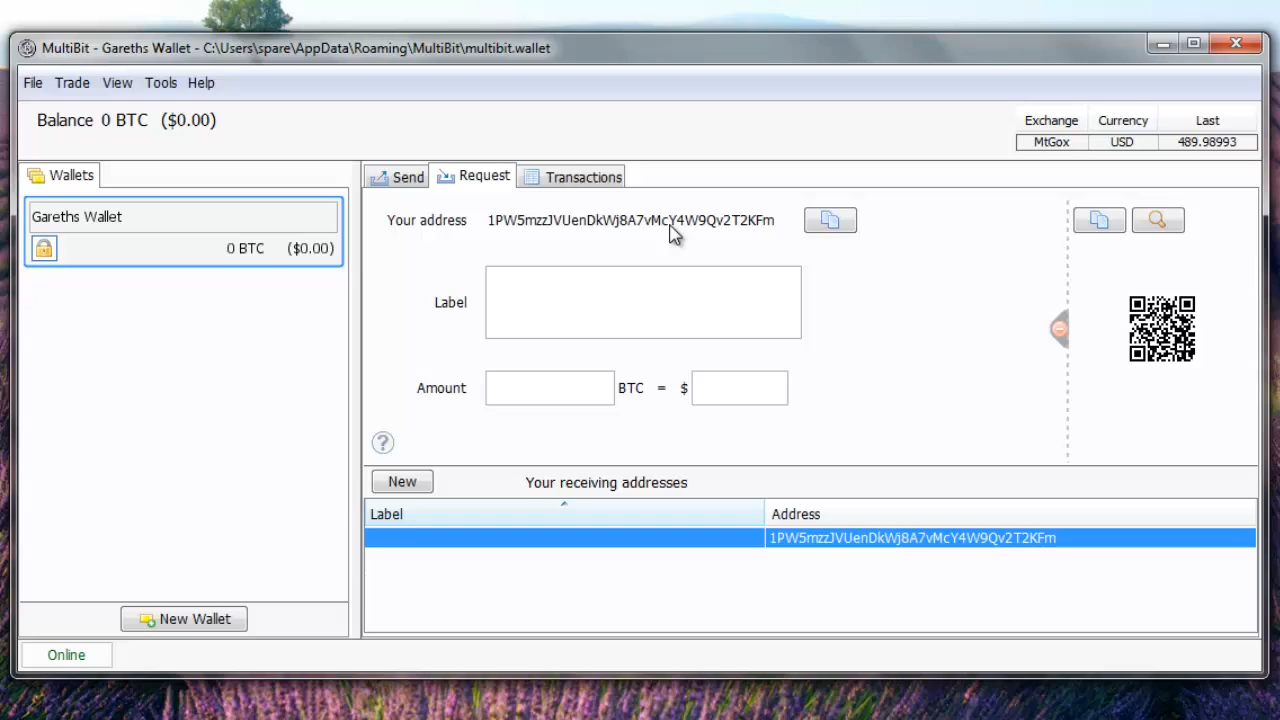 MultiBit - Gareths Wallet - C:\Users\spare\AppData\Roaming\MultiBit\multibit.wallet
File Trade View Tools Help
Balance 0 BTC ($0.00)
Exchange Currency Last
MtGox USD 489.98993
Wallets
Send Request Transactions
Gareths Wallet
0 BTC ($0.00)
Your address 1PW5mzzJVUenDkWj8A7vMcY4W9Qv2T2KFm
Label
Amount BTC = $
?
New Your receiving addresses
Label Address
1PW5mzzJVUenDkWj8A7vMcY4W9Qv2T2KFm
New Wallet
Online